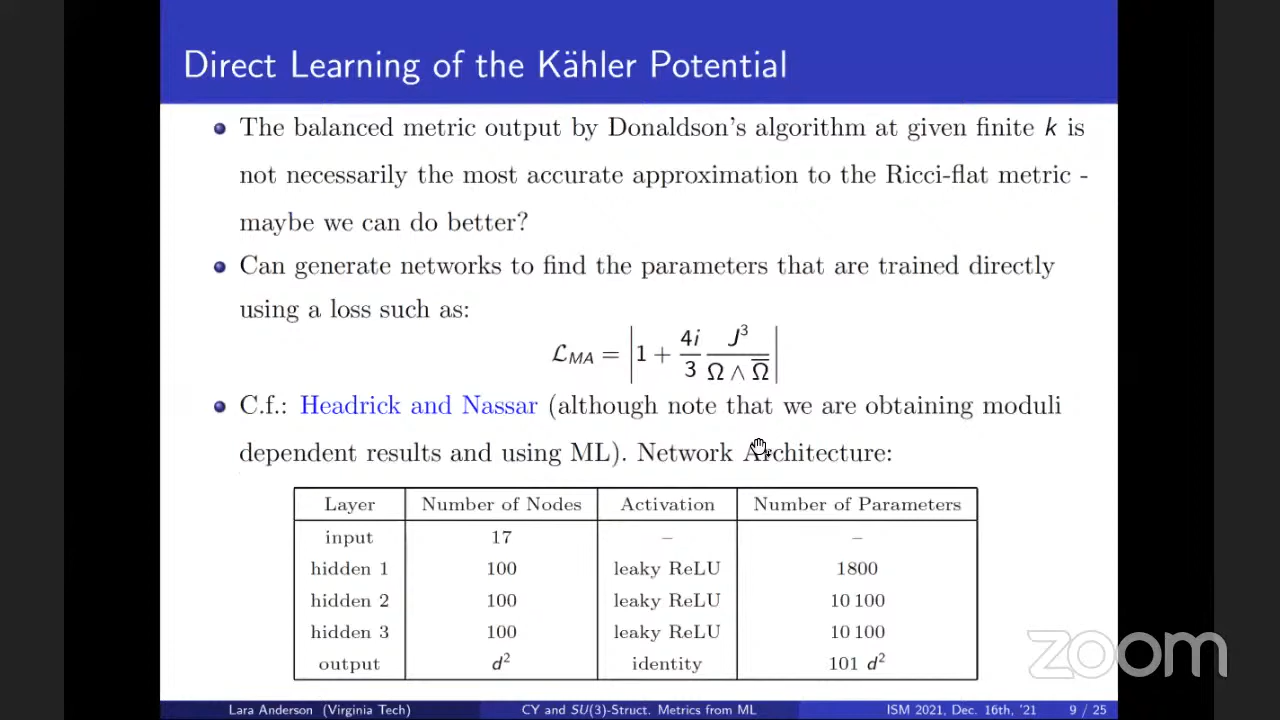 Direct Learning of the Kähler Potential
The balanced metric output by Donaldson's algorithm at given finite k is
not necessarily the most accurate approximation to the Ricci-flat metric -
maybe we can do better?
Can generate networks to find the parameters that are trained directly
using a loss such as:
ℒ_MA = |1 + 4i/3 J³/(Ω ∧ Ω̅)|
C.f.: Headrick and Nassar (although note that we are obtaining moduli
dependent results and using ML). Network Architecture:
Layer Number of Nodes Activation Number of Parameters
input 17 – –
hidden 1 100 leaky ReLU 1800
hidden 2 100 leaky ReLU 10 100
hidden 3 100 leaky ReLU 10 100
output d² identity 101 d²
zoom
Lara Anderson (Virginia Tech) CY and SU(3)-Struct. Metrics from ML ISM 2021, Dec. 16th, '21 9 / 25